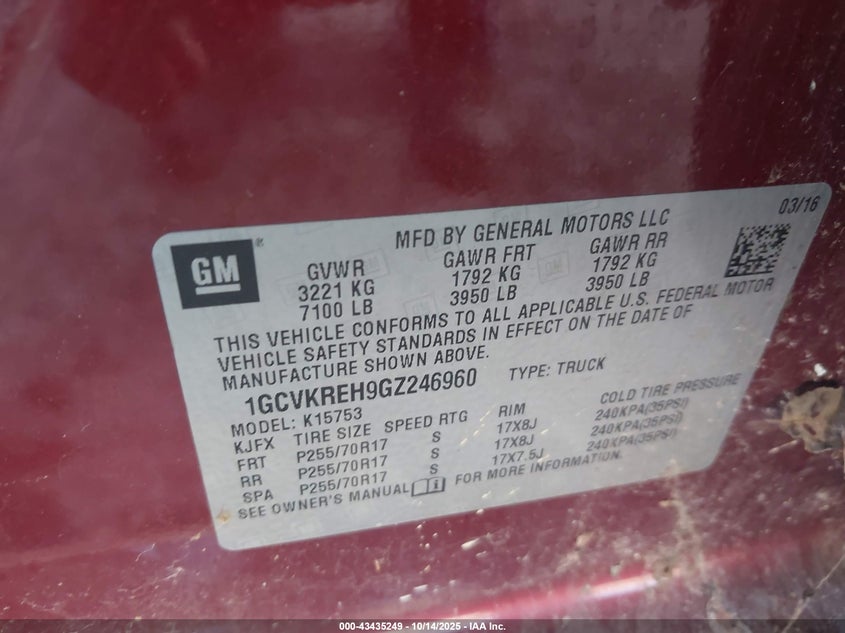 GM
MFD BY GENERAL MOTORS LLC
03/16
GVWR GAWR FRT GAWR RR
3221 KG 1792 KG 1792 KG
7100 LB 3950 LB 3950 LB
THIS VEHICLE CONFORMS TO ALL APPLICABLE U.S. FEDERAL MOTOR
VEHICLE SAFETY STANDARDS IN EFFECT ON THE DATE OF
MANUFACTURE SHOWN ABOVE.
1GCVKREH9GZ246960 TYPE: TRUCK
MODEL: K15753
KJFX TIRE SIZE SPEED RTG RIM COLD TIRE PRESSURE
FRT P255/70R17 S 17X8J 240KPA(35PSI)
RR P255/70R17 S 17X8J 240KPA(35PSI)
SPA P255/70R17 S 17X7.5J 240KPA(35PSI)
SEE OWNER'S MANUAL FOR MORE INFORMATION.
000-43435249 - 10/14/2025 - IAA Inc.